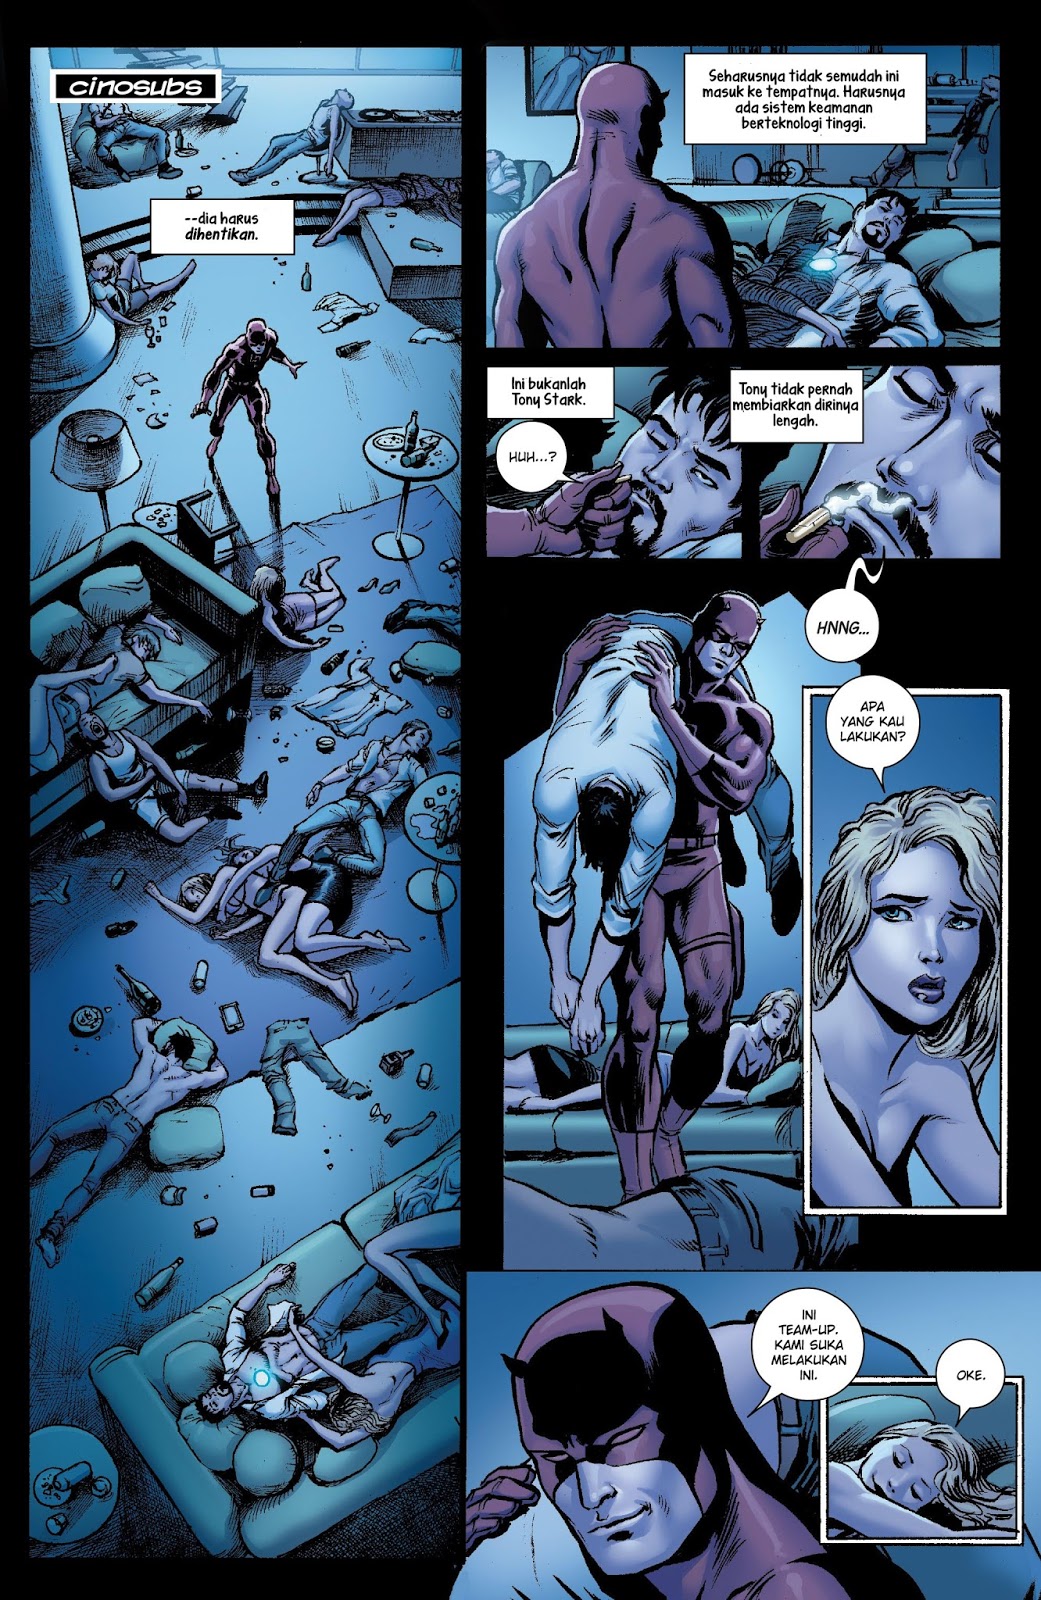 cinosubs
--dia harus
dihentikan.
Seharusnya tidak semudah ini
masuk ke tempatnya. Harusnya
ada sistem keamanan
berteknologi tinggi.
Ini bukanlah
Tony Stark.
HUH...?
Tony tidak pernah
membiarkan dirinya
lengah.
HNNG...
APA
YANG KAU
LAKUKAN?
INI
TEAM-UP.
KAMI SUKA
MELAKUKAN
INI.
OKE.